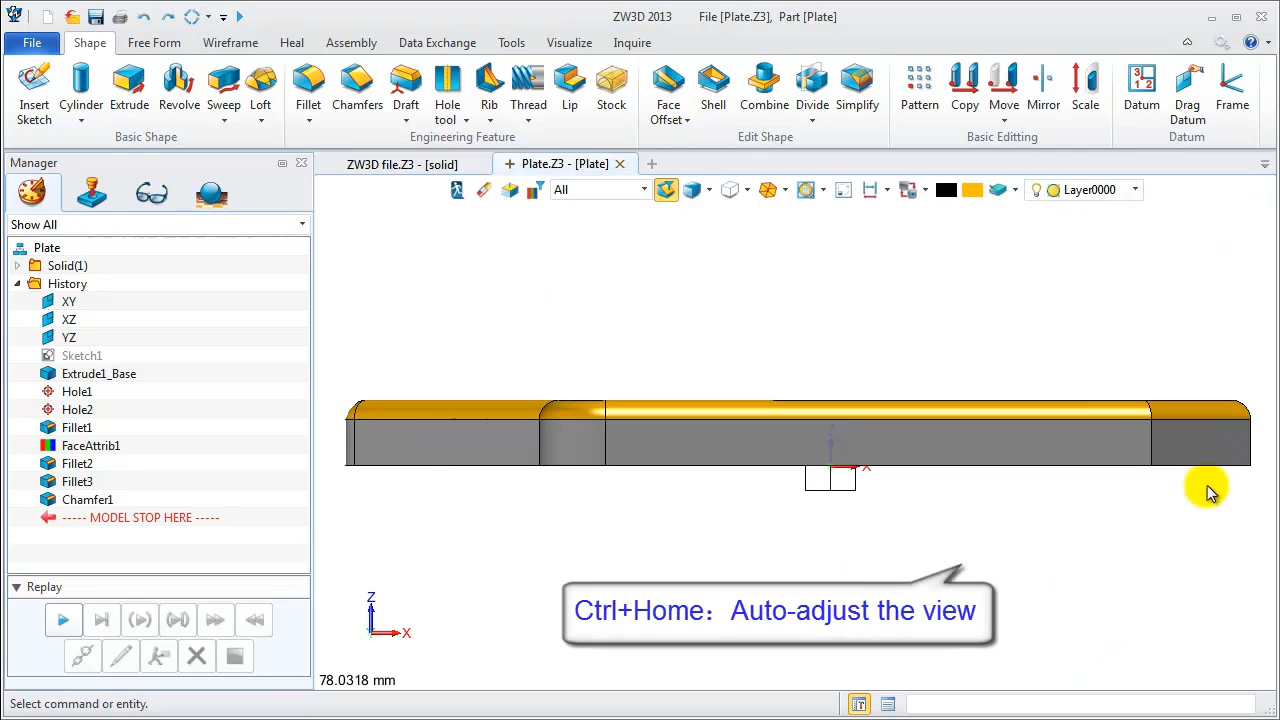 ZW3D 2013 File [Plate.Z3], Part [Plate]
File Shape Free Form Wireframe Heal Assembly Data Exchange Tools Visualize Inquire
Insert Sketch Cylinder Extrude Revolve Sweep Loft Fillet Chamfers Draft Hole tool Rib Thread Lip Stock Face Offset Shell Combine Divide Simplify Pattern Copy Move Mirror Scale Datum Drag Datum Frame
Basic Shape Engineering Feature Edit Shape Basic Editting Datum
Manager
ZW3D file.Z3 - [solid] Plate.Z3 - [Plate]
All Layer0000
Show All
Plate
Solid(1)
History
XY
XZ
YZ
Sketch1
Extrude1_Base
Hole1
Hole2
Fillet1
FaceAttrib1
Fillet2
Fillet3
Chamfer1
----- MODEL STOP HERE -----
Replay
Z
X
Z
X
Ctrl+Home：Auto-adjust the view
78.0318 mm
Select command or entity.